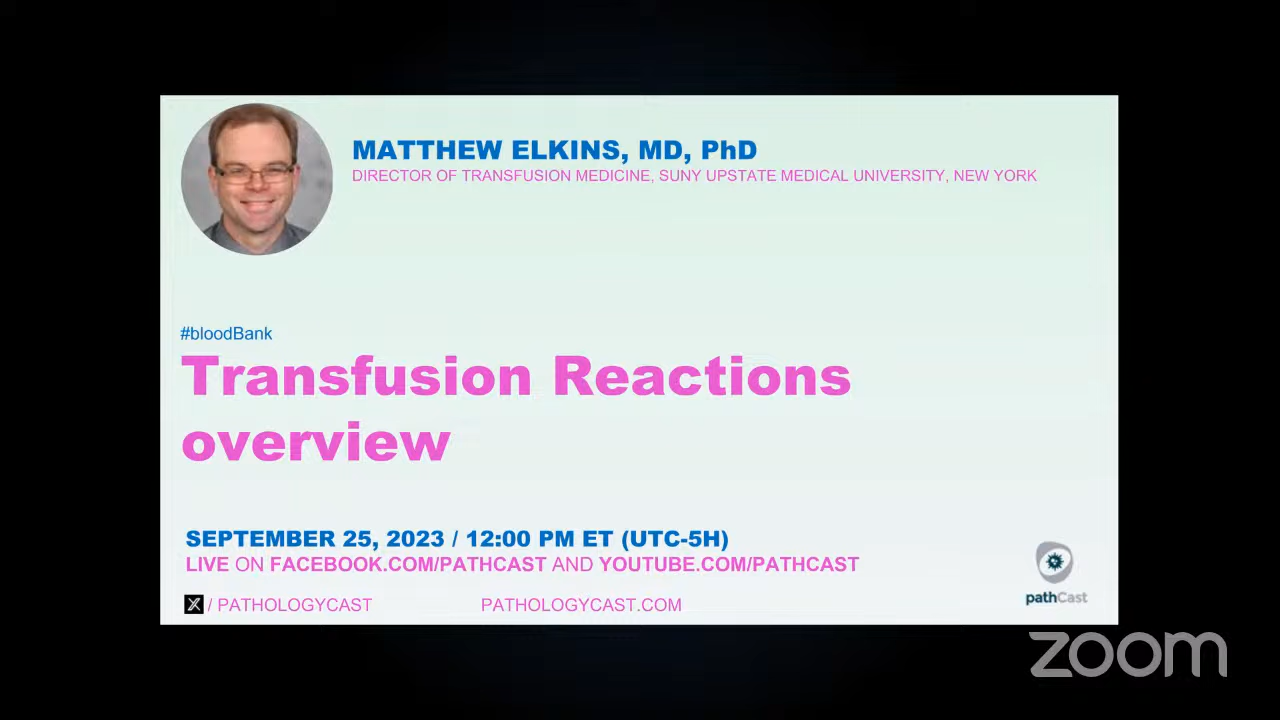 MATTHEW ELKINS, MD, PhD
DIRECTOR OF TRANSFUSION MEDICINE, SUNY UPSTATE MEDICAL UNIVERSITY, NEW YORK
#bloodBank
Transfusion Reactions
overview
SEPTEMBER 25, 2023 / 12:00 PM ET (UTC-5H)
LIVE ON FACEBOOK.COM/PATHCAST AND YOUTUBE.COM/PATHCAST
X / PATHOLOGYCAST PATHOLOGYCAST.COM
pathCast
zoom